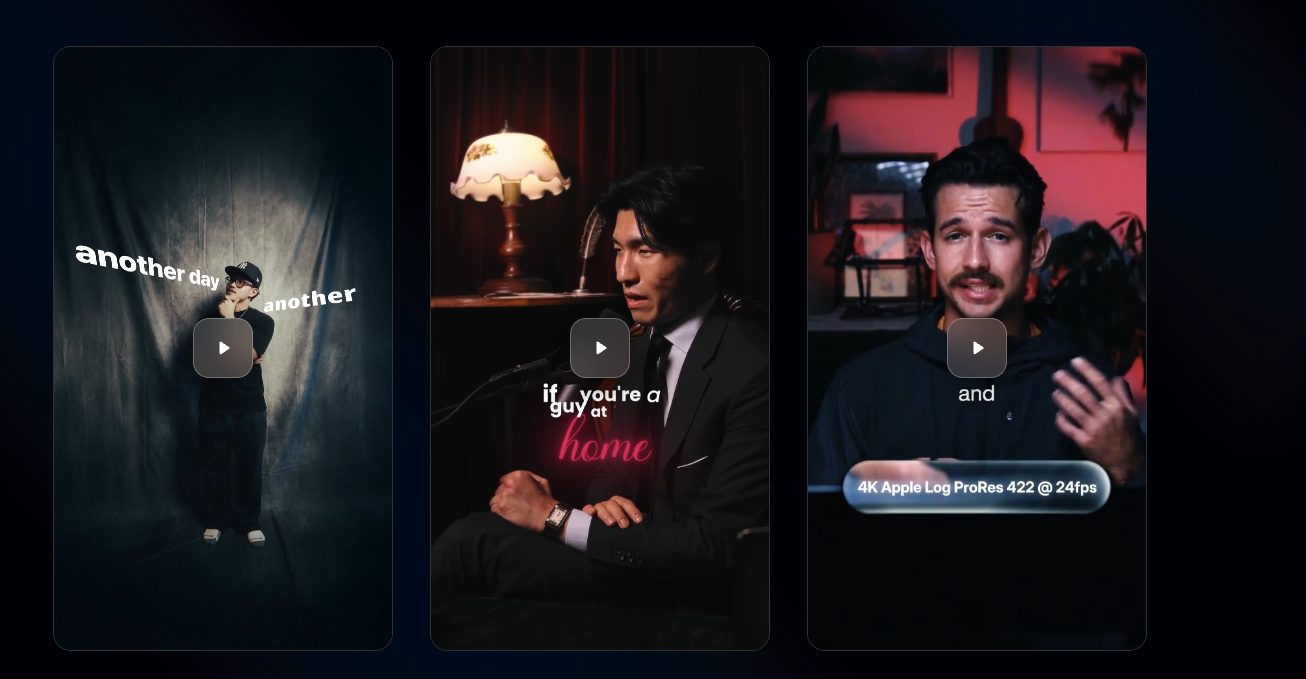 another day
another
if you're a
guy at
home
and
4K Apple Log ProRes 422 @ 24fps